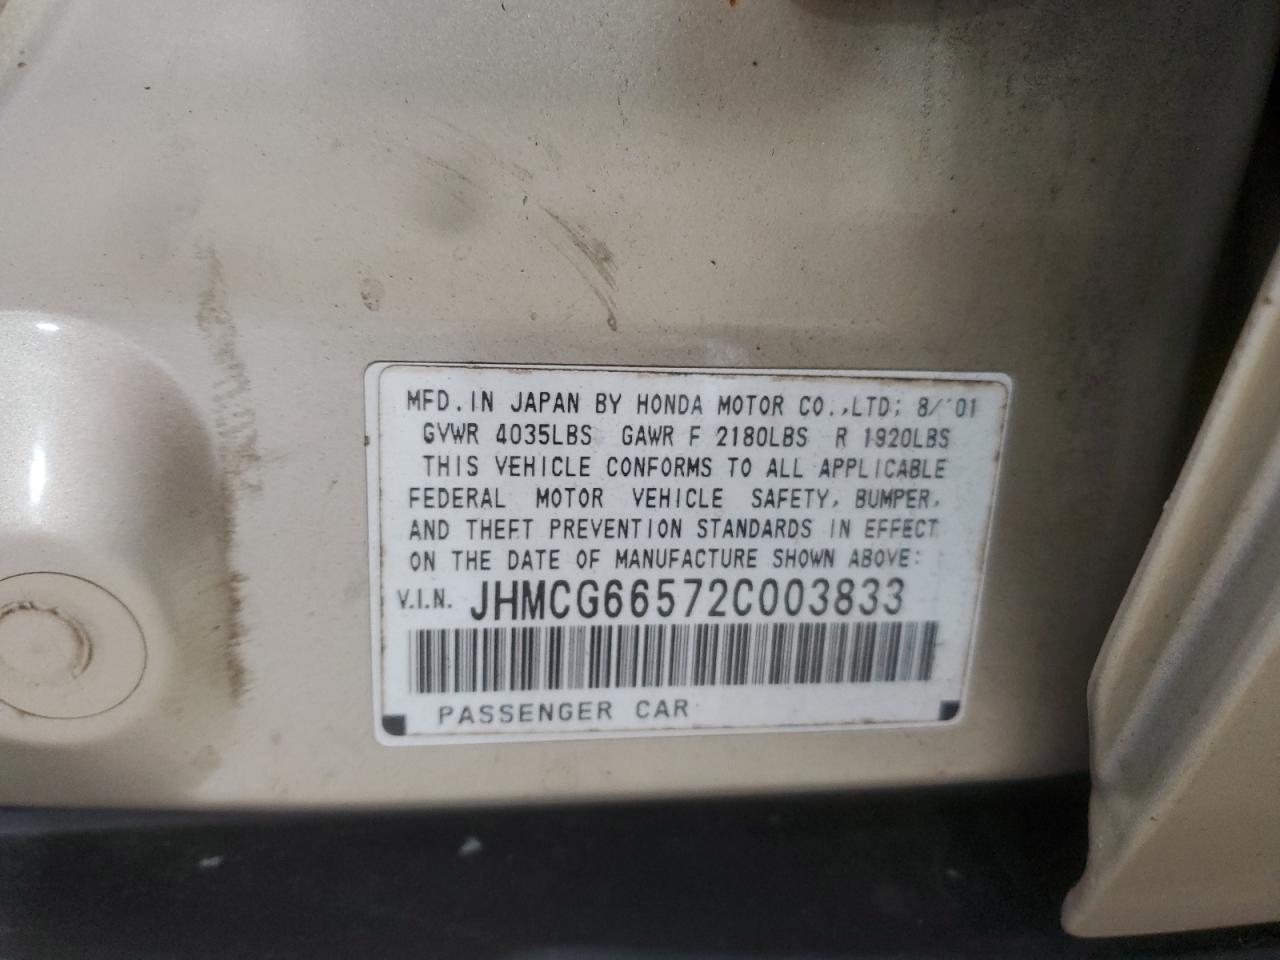 MFD. IN JAPAN BY HONDA MOTOR CO.,LTD; 8/'01
GVWR 4035LBS GAWR F 2180LBS R 1920LBS
THIS VEHICLE CONFORMS TO ALL APPLICABLE
FEDERAL MOTOR VEHICLE SAFETY, BUMPER,
AND THEFT PREVENTION STANDARDS IN EFFECT
ON THE DATE OF MANUFACTURE SHOWN ABOVE:
V.I.N. JHMCG66572C003833
PASSENGER CAR